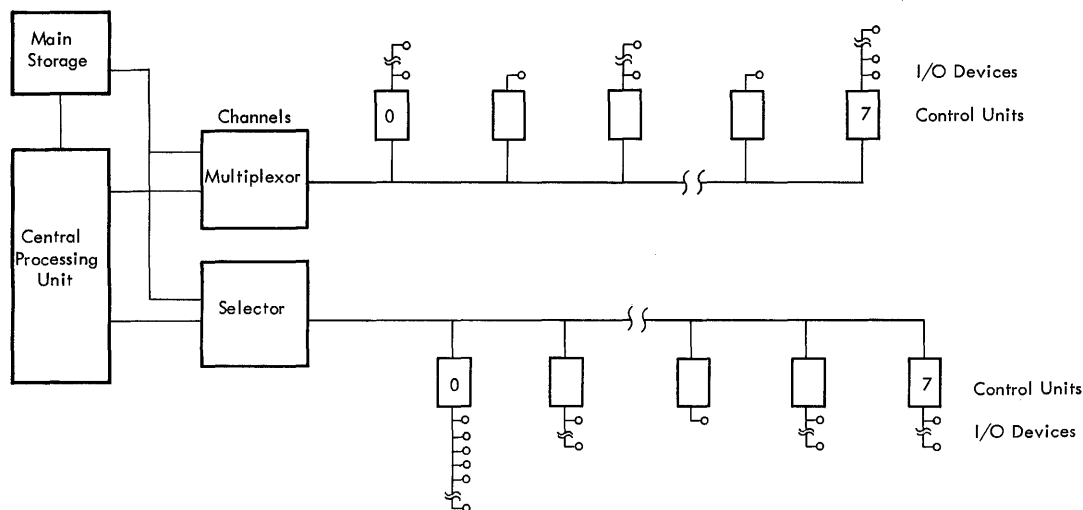 Main
Storage
I/O Devices
Channels
0
7
Control Units
Multiplexor
Central
Processing
Unit
Selector
0
7
Control Units
I/O Devices